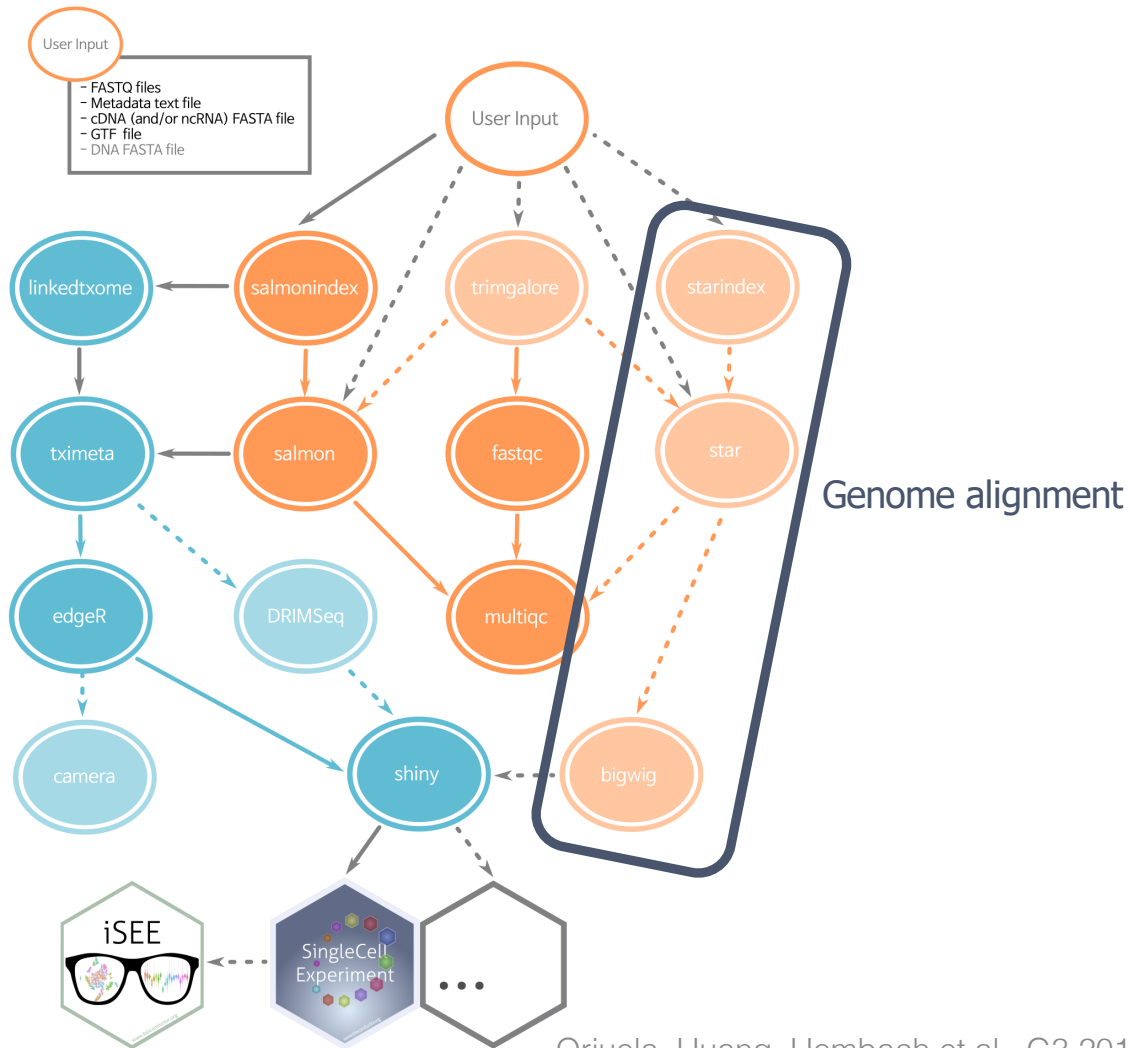 User Input
- FASTQ files
- Metadata text file
- cDNA (and/or ncRNA) FASTA file
- GTF file
- DNA FASTA file
User Input
linkedtxome
salmonindex
trimgalore
starindex
tximeta
salmon
fastqc
star
Genome alignment
edgeR
DRIMSeq
multiqc
camera
shiny
bigwig
iSEE
SingleCell
Experiment
...